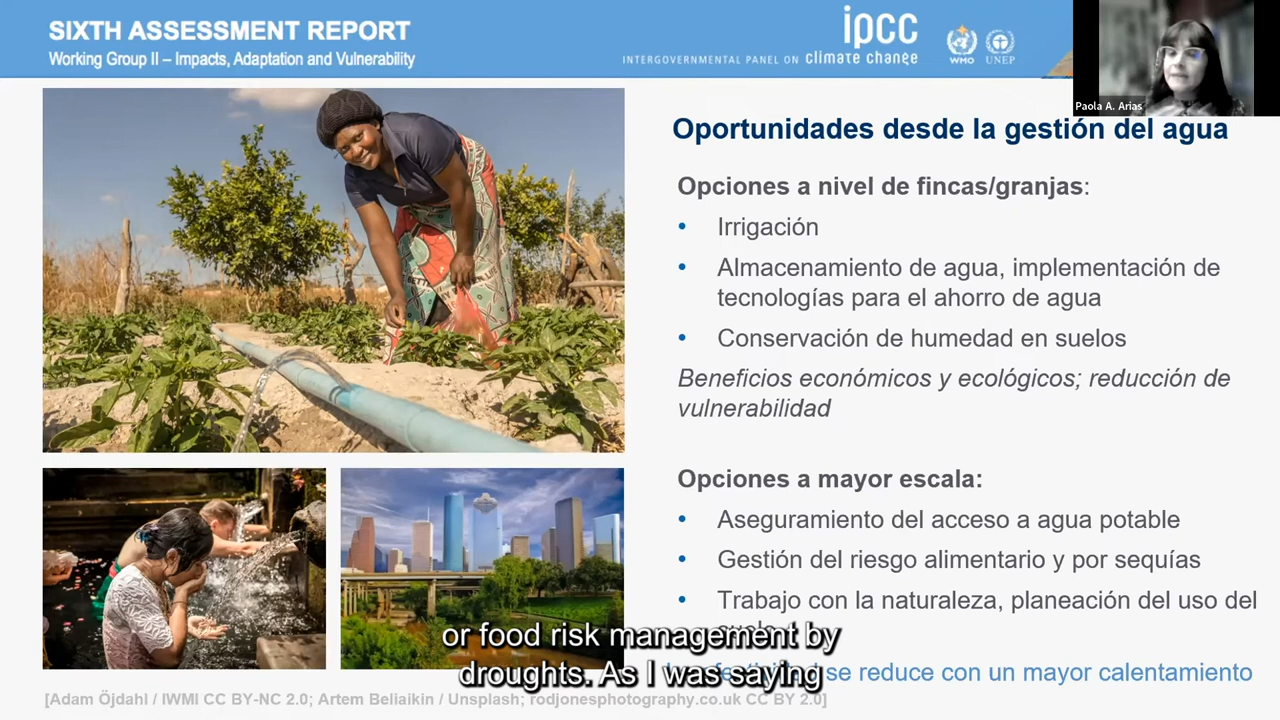 SIXTH ASSESSMENT REPORT
Working Group II – Impacts, Adaptation and Vulnerability
INTERGOVERNMENTAL PANEL ON climate change
ipcc
WMO
UNEP
Paola A. Arias
Oportunidades desde la gestión del agua
Opciones a nivel de fincas/granjas:
• Irrigación
• Almacenamiento de agua, implementación de
tecnologías para el ahorro de agua
• Conservación de humedad en suelos
Beneficios económicos y ecológicos; reducción de
vulnerabilidad
Opciones a mayor escala:
• Aseguramiento del acceso a agua potable
• Gestión del riesgo alimentario y por sequías
• Trabajo con la naturaleza, planeación del uso del
se reduce con un mayor calentamiento
or food risk management by
droughts. As I was saying
[Adam Öjdahl / IWMI CC BY-NC 2.0; Artem Beliaikin / Unsplash; rodjonesphotography.co.uk CC BY 2.0]